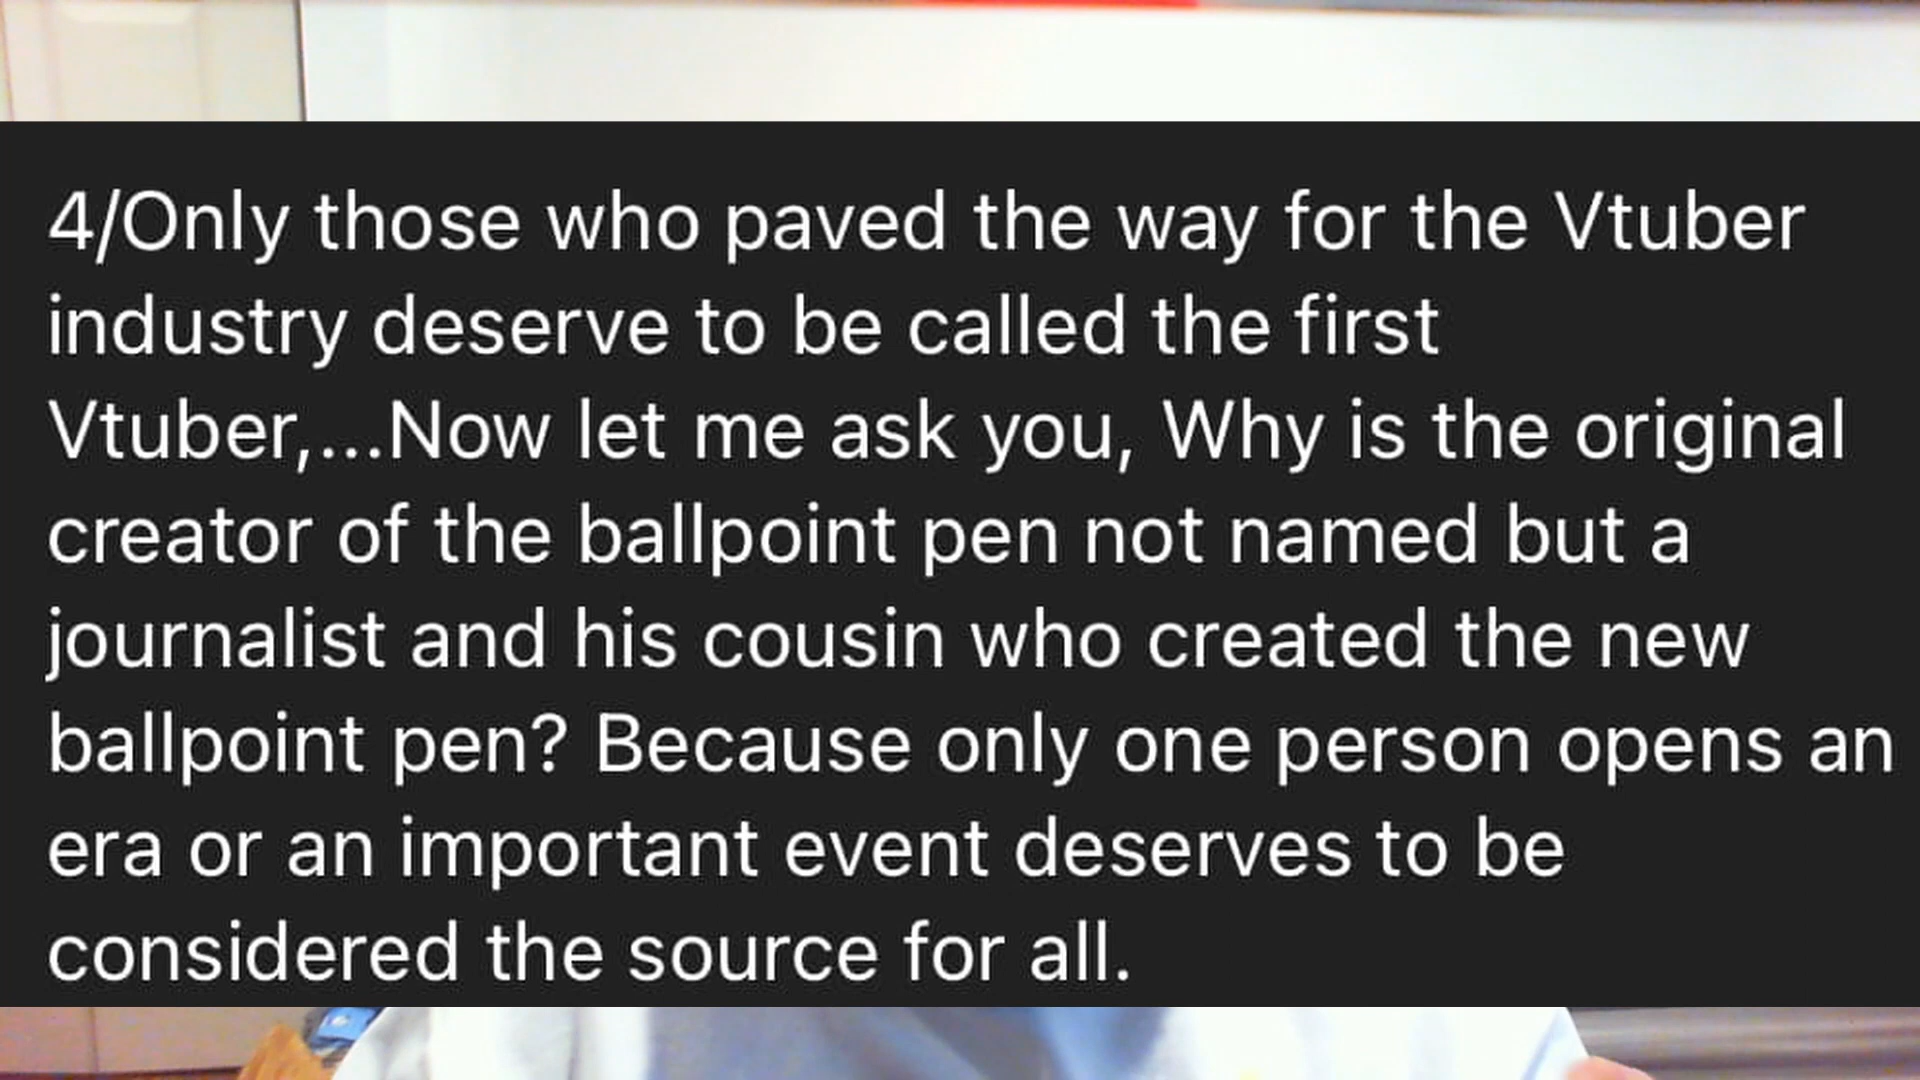 4/Only those who paved the way for the Vtuber
industry deserve to be called the first
Vtuber,...Now let me ask you, Why is the original
creator of the ballpoint pen not named but a
journalist and his cousin who created the new
ballpoint pen? Because only one person opens an
era or an important event deserves to be
considered the source for all.